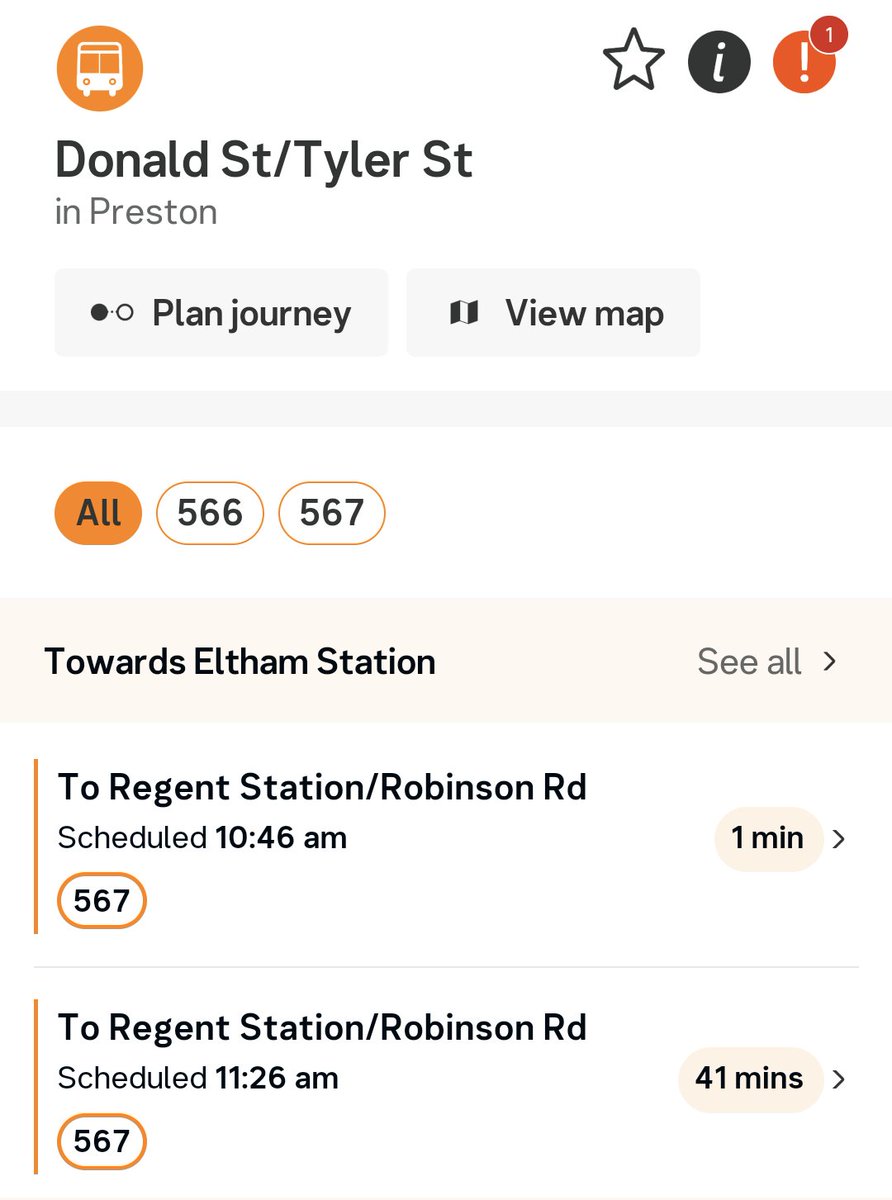 1
Donald St/Tyler St
in Preston
Plan journey View map
All 566 567
Towards Eltham Station See all
To Regent Station/Robinson Rd
Scheduled 10:46 am 1 min
567
To Regent Station/Robinson Rd
Scheduled 11:26 am 41 mins
567